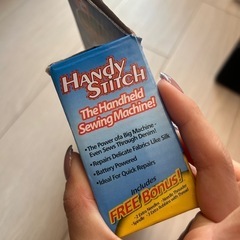 HANDY
STITCH
The Handheld
Sewing Machine!
• The Power of a Big Machine -
Even Sews Through Denim!
• Repairs Delicate Fabrics Like Silk
• Battery Powered
• Ideal For Quick Repairs
Includes
FREE Bonus!